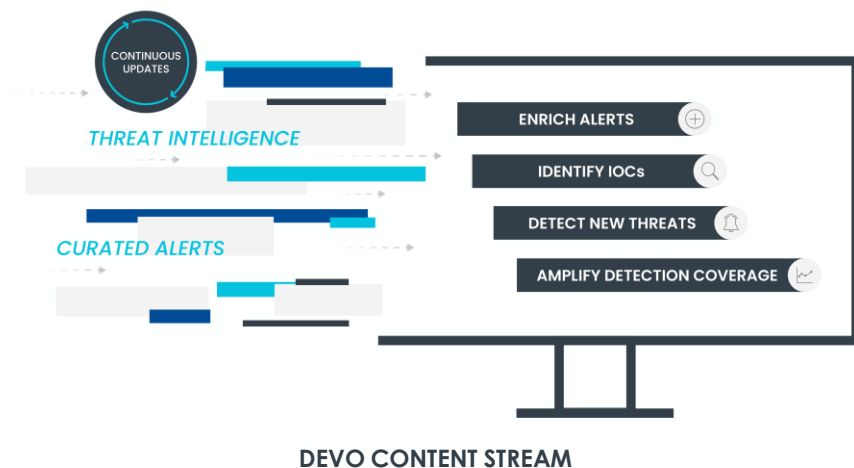 CONTINUOUS
UPDATES
THREAT INTELLIGENCE
CURATED ALERTS
ENRICH ALERTS
IDENTIFY IOCs
DETECT NEW THREATS
AMPLIFY DETECTION COVERAGE
DEVO CONTENT STREAM